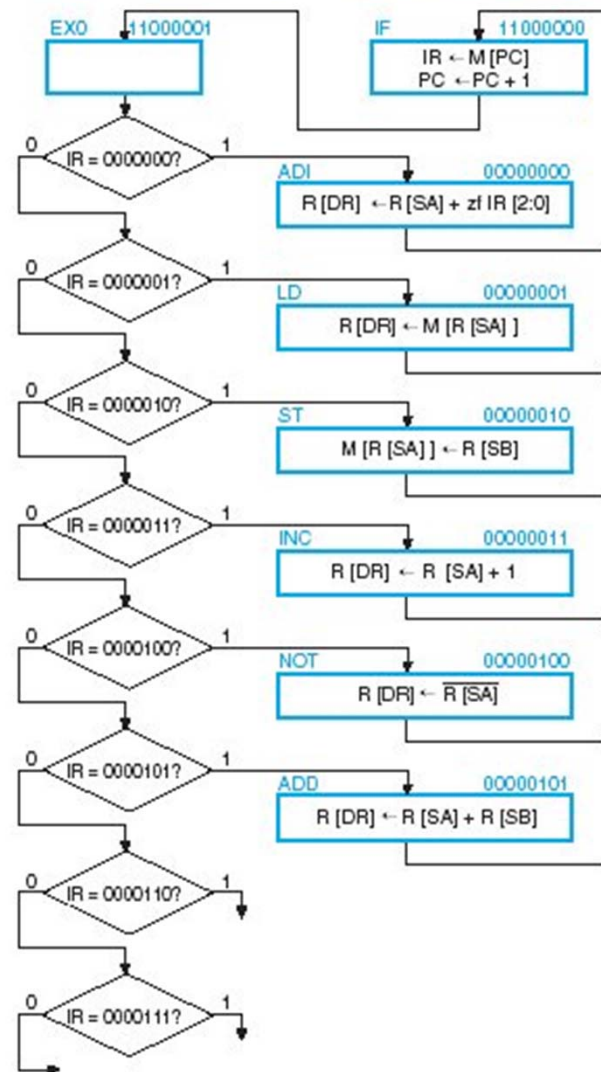 EX0 11000001
IF 11000000
IR ← M [PC]
PC ← PC + 1
0 IR = 0000000? 1
ADI 00000000
R [DR] ← R [SA] + zf IR [2:0]
0 IR = 0000001? 1
LD 00000001
R [DR] ← M [R [SA] ]
0 IR = 0000010? 1
ST 00000010
M [R [SA] ] ← R [SB]
0 IR = 0000011? 1
INC 00000011
R [DR] ← R [SA] + 1
0 IR = 0000100? 1
NOT 00000100
R [DR] ← R̅ ̅[̅S̅A̅]̅
0 IR = 0000101? 1
ADD 00000101
R [DR] ← R [SA] + R [SB]
0 IR = 0000110? 1
0 IR = 0000111? 1